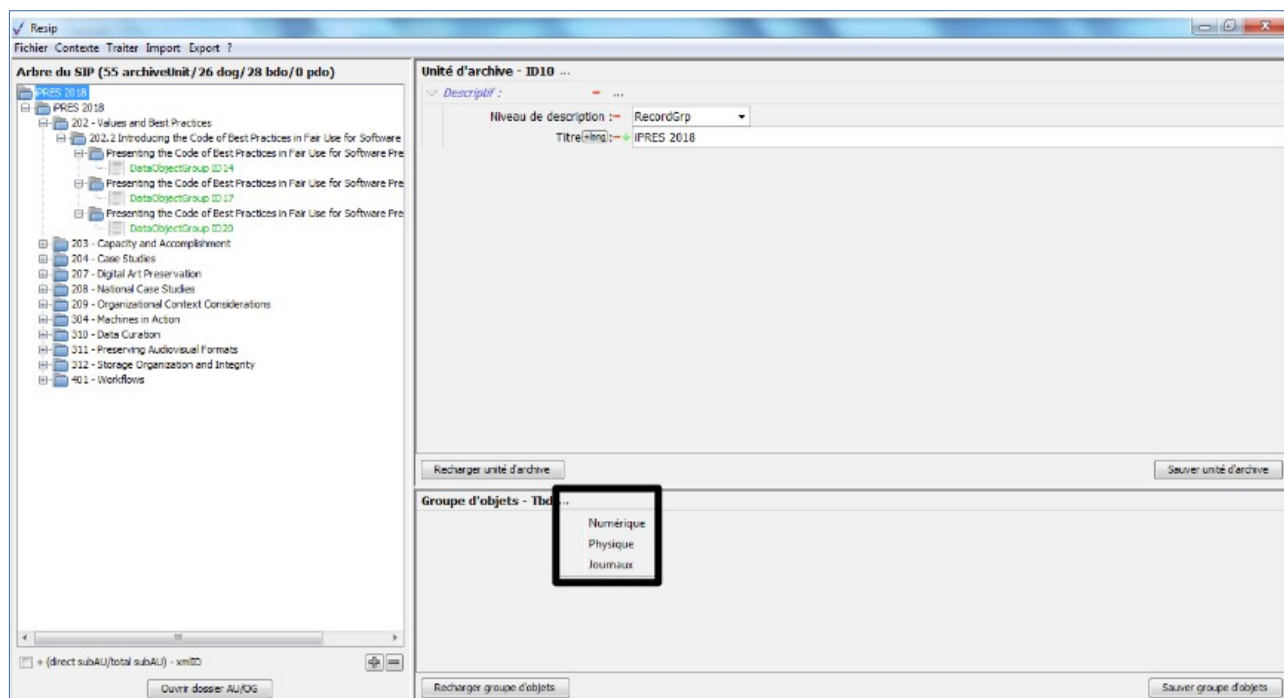 Resip
Fichier Contexte Traiter Import Export ?
Arbre du SIP (55 archiveUnit/26 dog/28 bdo/0 pdo)
iPRES 2018
iPRES 2018
202 - Values and Best Practices
202.2 Introducing the Code of Best Practices in Fair Use for Software
Presenting the Code of Best Practices in Fair Use for Software Pre
DataObjectGroup ID14
Presenting the Code of Best Practices in Fair Use for Software Pre
DataObjectGroup ID17
Presenting the Code of Best Practices in Fair Use for Software Pre
DataObjectGroup ID20
203 - Capacity and Accomplishment
204 - Case Studies
207 - Digital Art Preservation
208 - National Case Studies
209 - Organizational Context Considerations
304 - Machines in Action
310 - Data Curation
311 - Preserving Audiovisual Formats
312 - Storage Organization and Integrity
401 - Workflows
+ (direct subAU/total subAU) - xmlID
Ouvrir dossier AU/OG
Unité d'archive - ID10 ...
Descriptif : - ...
Niveau de description :- RecordGrp
Titre +lang :-+ iPRES 2018
Recharger unité d'archive
Sauver unité d'archive
Groupe d'objets - Tbd ...
Numérique
Physique
Journaux
Recharger groupe d'objets
Sauver groupe d'objets